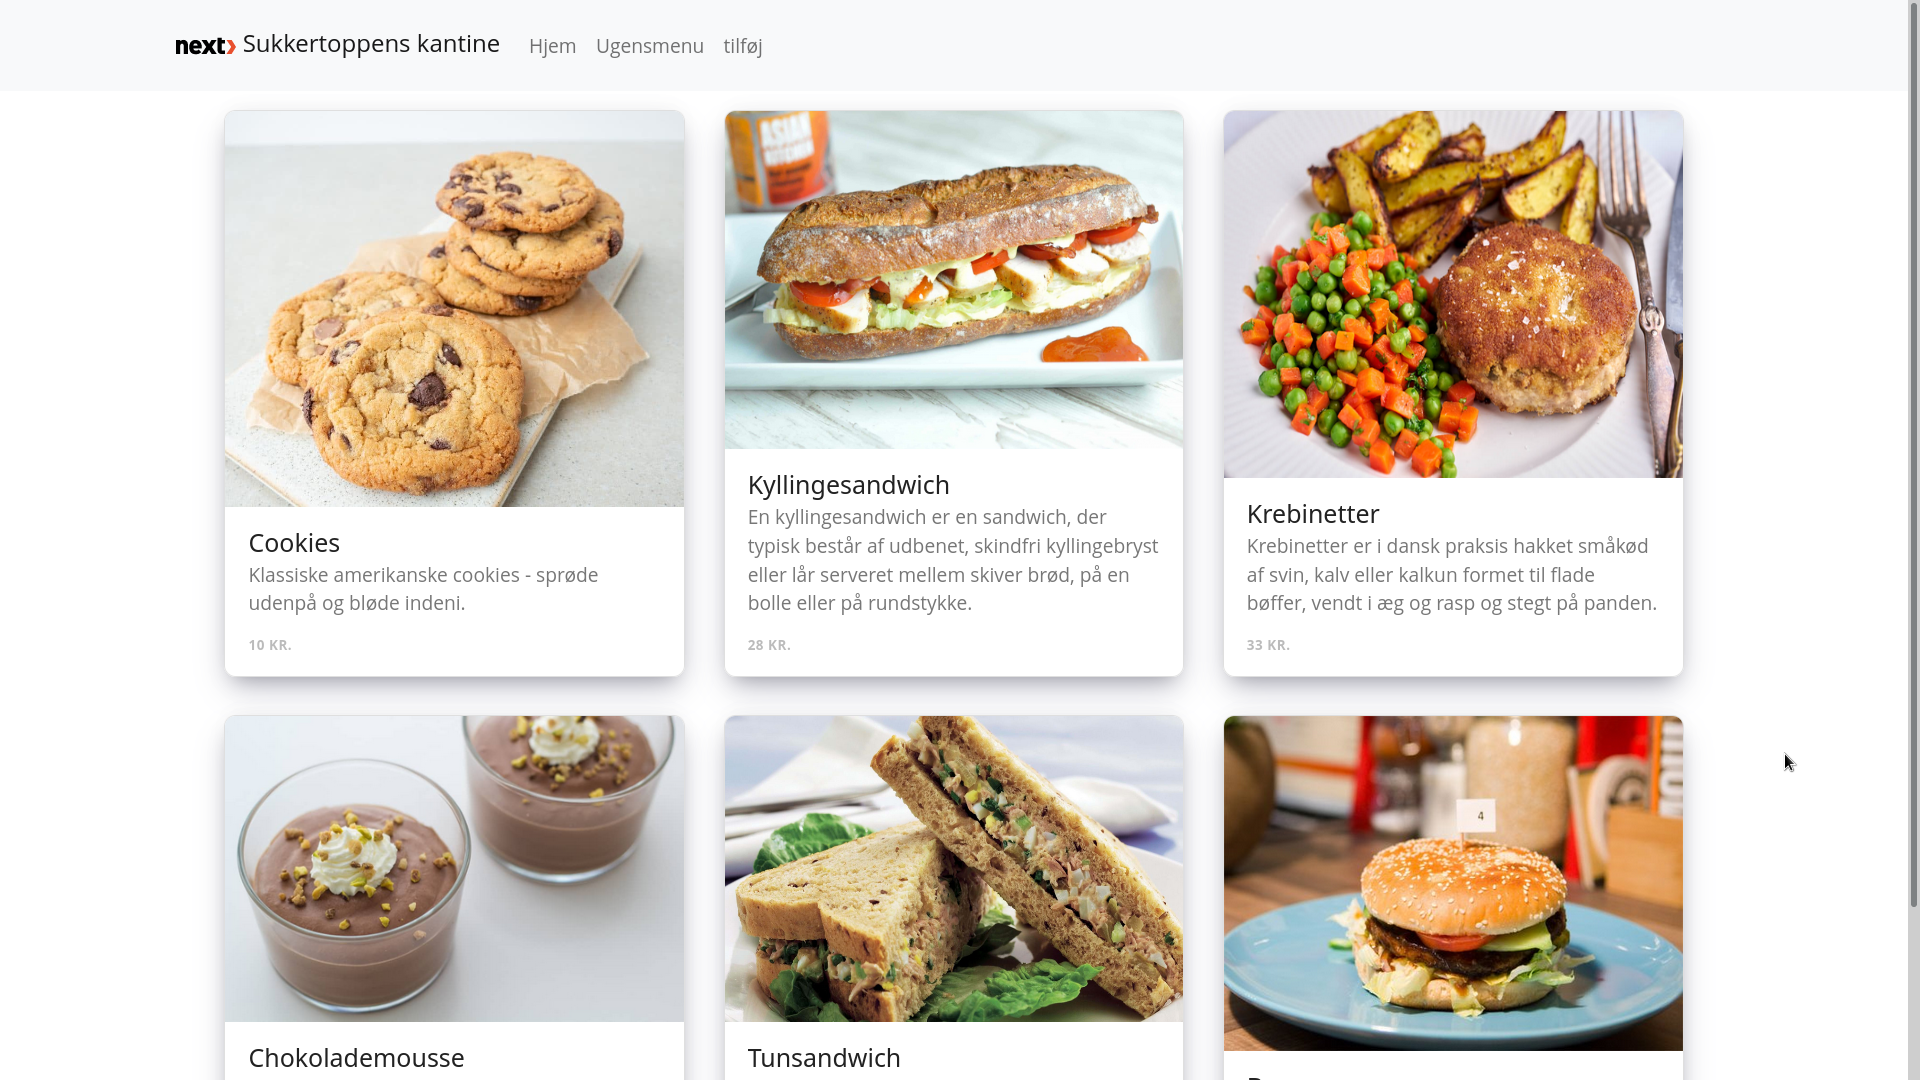 next Sukkertoppens kantine Hjem Ugensmenu tilføj
ASIAN
KITCHEN
Cookies
Klassiske amerikanske cookies - sprøde
udenpå og bløde indeni.
10 KR.
Kyllingesandwich
En kyllingesandwich er en sandwich, der
typisk består af udbenet, skindfri kyllingebryst
eller lår serveret mellem skiver brød, på en
bolle eller på rundstykke.
28 KR.
Krebinetter
Krebinetter er i dansk praksis hakket småkød
af svin, kalv eller kalkun formet til flade
bøffer, vendt i æg og rasp og stegt på panden.
33 KR.
4
Chokolademousse
Tunsandwich